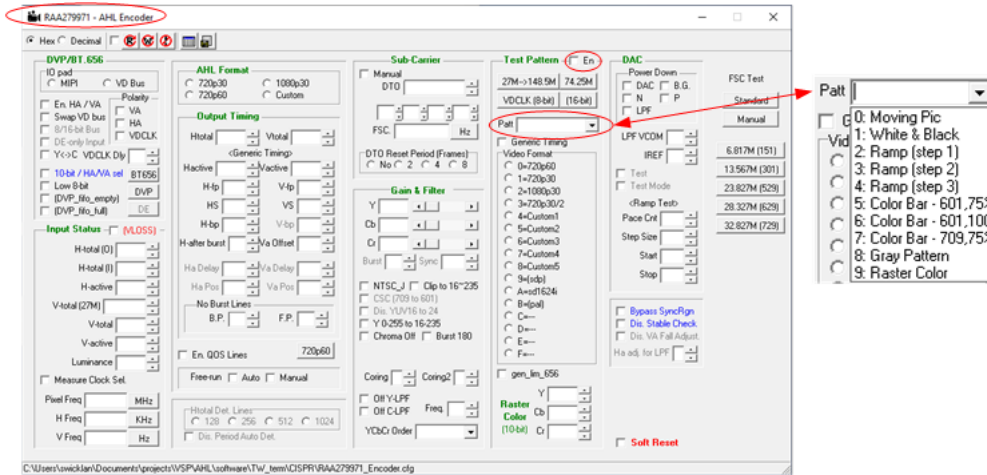 RAA279971 - AHL Encoder
Hex Decimal R W
DVP/BT.656
IO pad
MIPI VD Bus
Polarity
En. HA / VA
VA
Swap VD bus
HA
8/16-bit Bus
VDCLK
DE-only Input
Y<->C VDCLK Dly
10-bit / HA/VA sel BT656
Low 8-bit
DVP
(DVP_fifo_empty)
(DVP_fifo_full) DE
Input Status (VLOSS)
H-total (O)
H-total (I)
H-active
V-total (27M)
V-total
V-active
Luminance
Measure Clock Sel.
Pixel Freq MHz
H Freq KHz
V Freq Hz
AHL Format
720p30 1080p30
720p60 Custom
Output Timing
Htotal Vtotal
<Generic Timing>
Hactive Vactive
H-fp V-fp
HS VS
H-bp V-bp
H-after burst Va Offset
Ha Delay Va Delay
Ha Pos Va Pos
No Burst Lines
B.P. F.P.
En. QOS Lines 720p60
Free-run Auto Manual
Htotal Det. Lines
128 256 512 1024
Dis. Period Auto Det.
Sub-Carrier
Manual
DTO
FSC. Hz
DTO Reset Period (Frames)
No 2 4 8
Gain & Filter
Y
Cb
Cr
Burst Sync
NTSC_J Clip to 16~235
CSC (709 to 601)
Dis. YUV16 to 24
Y 0-255 to 16-235
Chroma Off Burst 180
Coring Coring2
Off Y-LPF
Off C-LPF Freq.
YCbCr Order
Test Pattern En
27M-->148.5M 74.25M
VDCLK (8-bit) (16-bit)
Patt
Generic Timing
Video Format
0=720p60
1=720p30
2=1080p30
3=720p30/2
4=Custom1
5=Custom2
6=Custom3
7=Custom4
8=Custom5
9=(sdp)
A=sd1624i
B=(pal)
C=--
D=--
E=--
F=--
gen_lim_656
Y
Raster
Color Cb
(10-bit) Cr
DAC
Power Down
DAC B.G.
N P
LPF
LPF VCOM
IREF
Test
Test Mode
<Ramp Test>
Pace Cnt
Step Size
Start
Stop
Bypass SyncRgn
Dis. Stable Check
Dis. VA Fall Adjust.
Ha adj. for LPF
Soft Reset
FSC Test
Standard
Manual
6.817M (151)
13.567M (301)
23.827M (529)
28.327M (629)
32.827M (729)
Patt
0: Moving Pic
1: White & Black
2: Ramp (step 1)
3: Ramp (step 2)
4: Ramp (step 3)
5: Color Bar - 601,75%
6: Color Bar - 601,100
7: Color Bar - 709,75%
8: Gray Pattern
9: Raster Color
G
Vid
C:\Users\swicklan\Documents\projects\VSP\AHL\software\TW_term\CISPR\RAA279971_Encoder.cfg